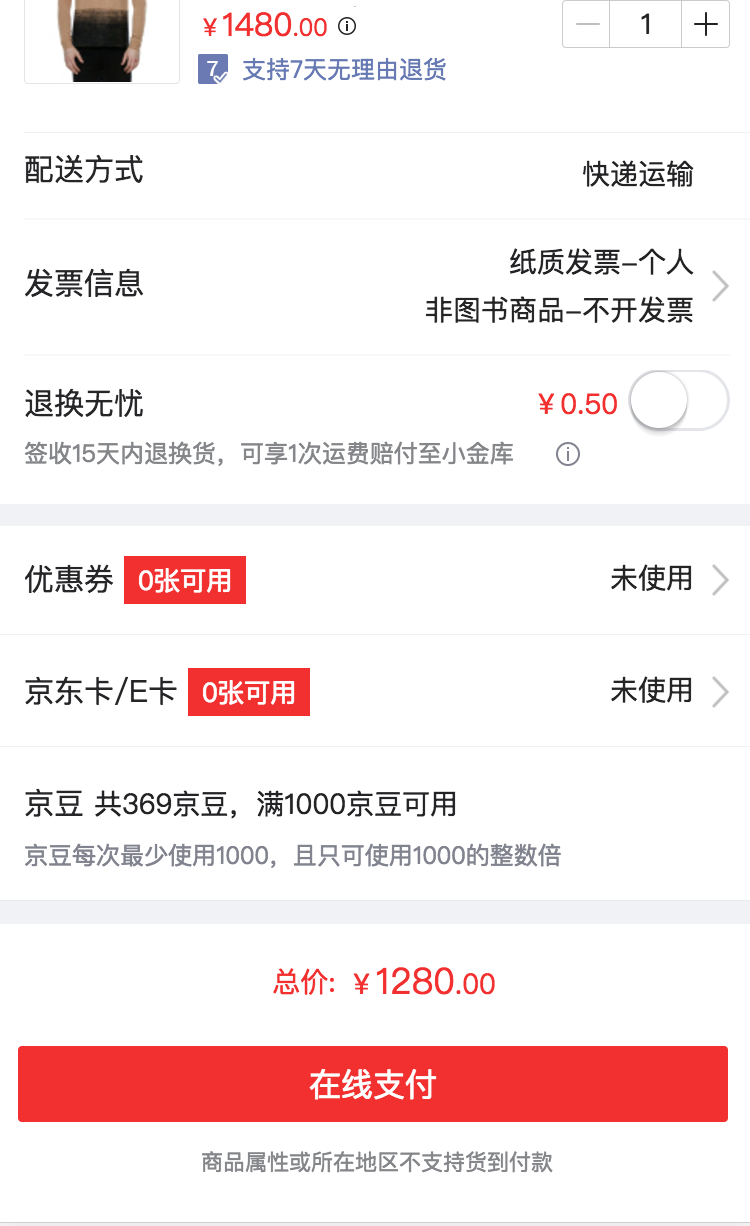 ¥1480.00
1
7 支持7天无理由退货
配送方式
快递运输
发票信息
纸质发票-个人
非图书商品-不开发票
退换无忧
¥0.50
签收15天内退换货，可享1次运费赔付至小金库
优惠券 0张可用 未使用
京东卡/E卡 0张可用 未使用
京豆 共369京豆，满1000京豆可用
京豆每次最少使用1000，且只可使用1000的整数倍
总价: ¥1280.00
在线支付
商品属性或所在地区不支持货到付款